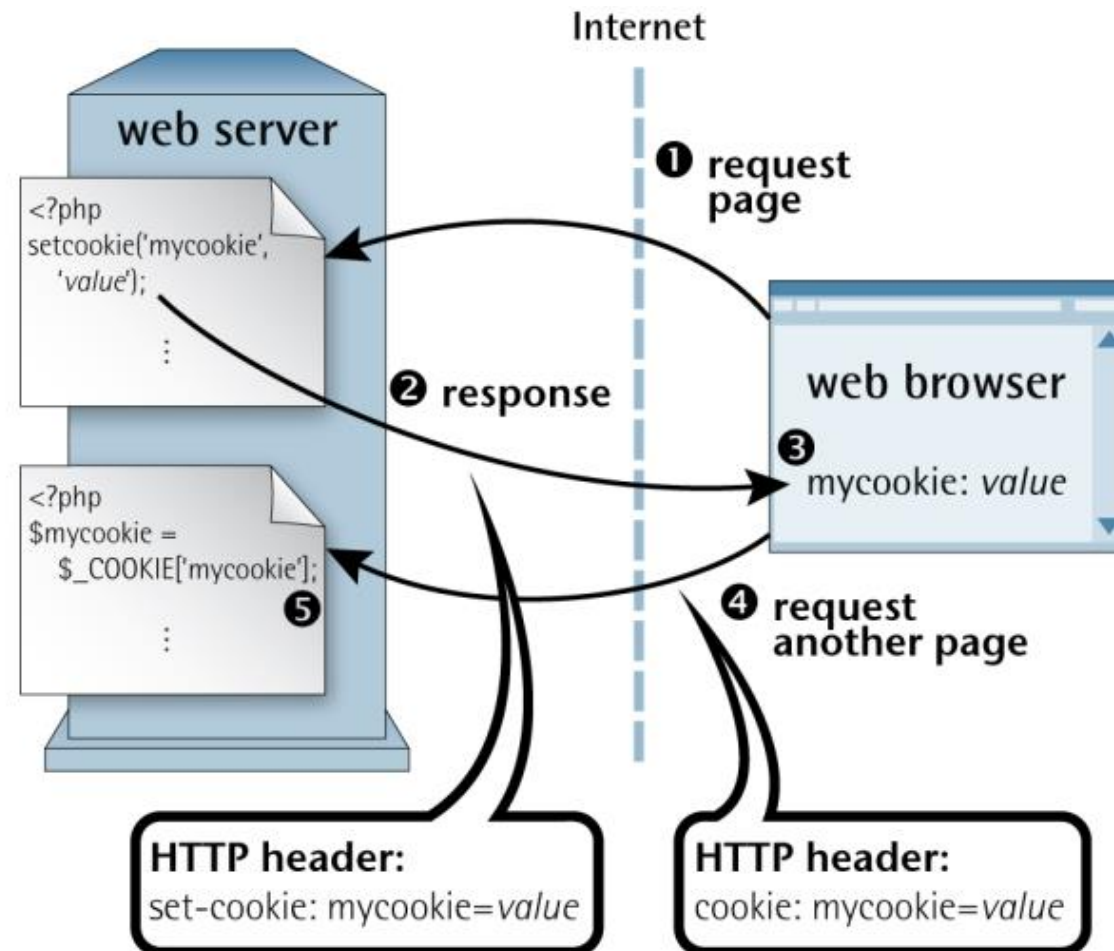 Internet
web server
<?php
setcookie('mycookie',
'value');
⋮
❶ request
page
❷ response
web browser
❸
mycookie: value
<?php
$mycookie =
$_COOKIE['mycookie'];
❺
⋮
❹ request
another page
HTTP header:
set-cookie: mycookie=value
HTTP header:
cookie: mycookie=value